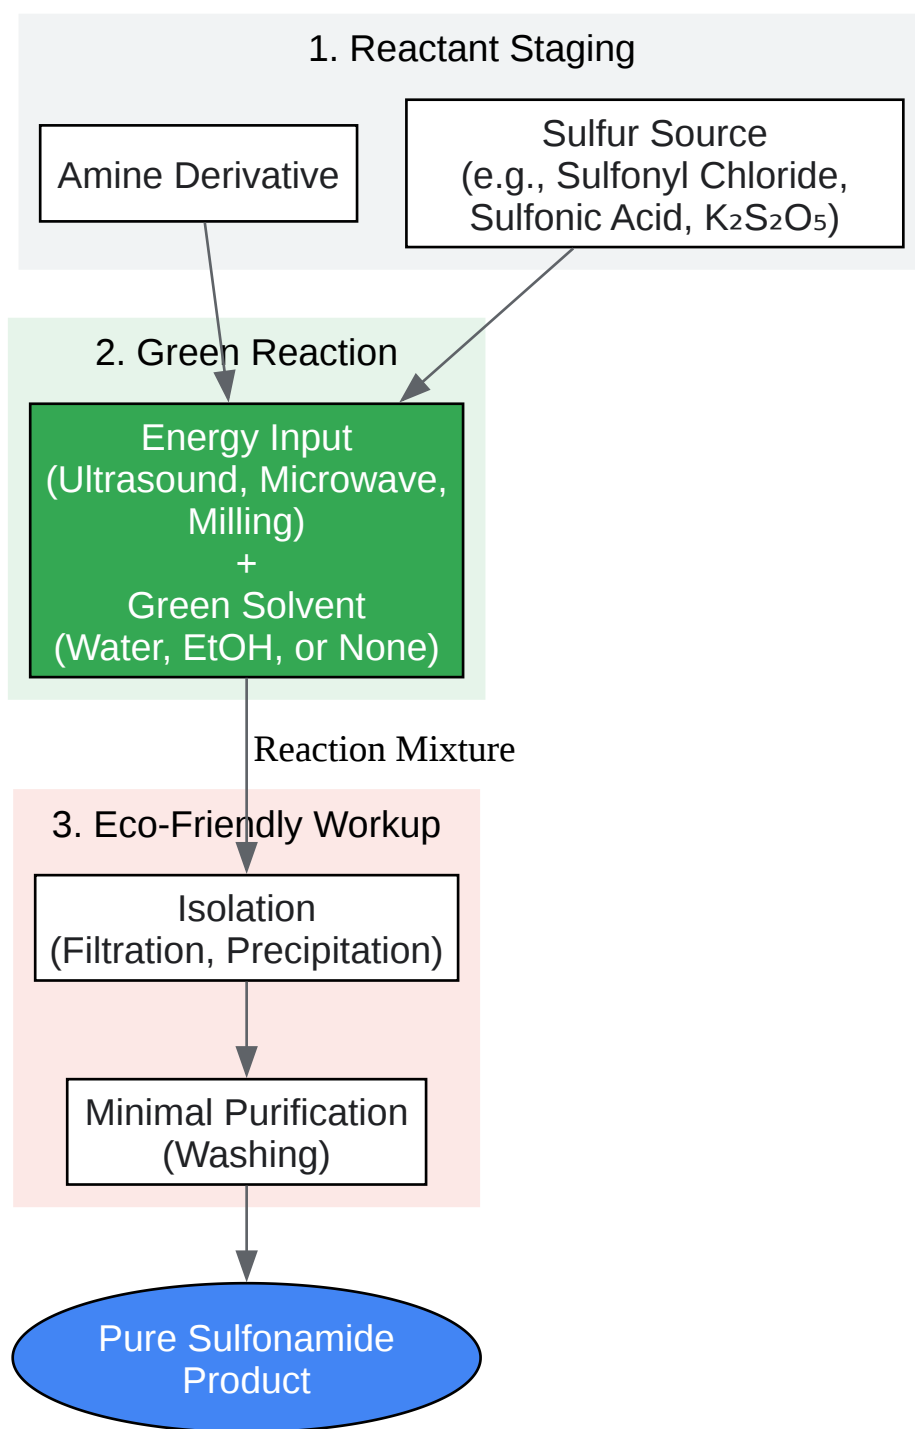 1. Reactant Staging
Amine Derivative
Sulfur Source
(e.g., Sulfonyl Chloride,
Sulfonic Acid, K₂S₂O₅)
2. Green Reaction
Energy Input
(Ultrasound, Microwave,
Milling)
+
Green Solvent
(Water, EtOH, or None)
Reaction Mixture
3. Eco-Friendly Workup
Isolation
(Filtration, Precipitation)
Minimal Purification
(Washing)
Pure Sulfonamide
Product